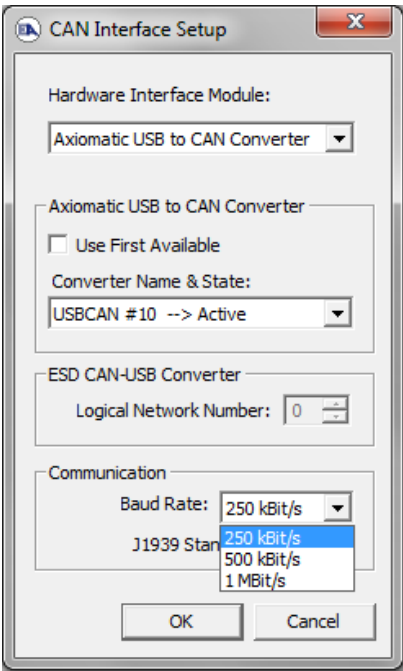 CAN Interface Setup
Hardware Interface Module:
Axiomatic USB to CAN Converter
Axiomatic USB to CAN Converter
Use First Available
Converter Name & State:
USBCAN #10 --> Active
ESD CAN-USB Converter
Logical Network Number: 0
Communication
Baud Rate: 250 kBit/s
250 kBit/s
J1939 Stan
500 kBit/s
1 MBit/s
OK Cancel